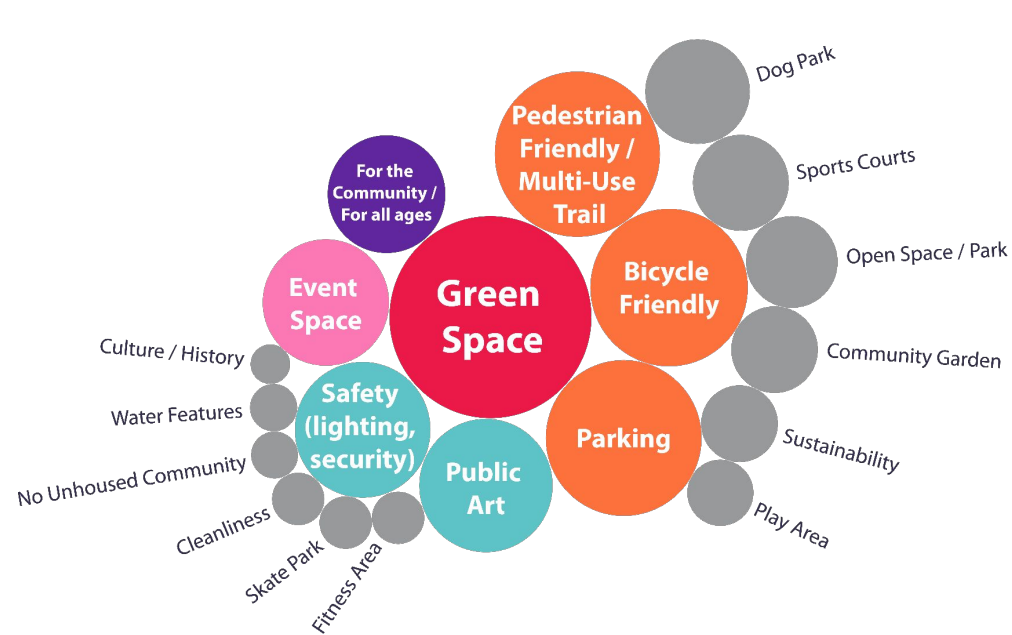 Dog Park
Pedestrian
Friendly /
Multi-Use
Trail
Sports Courts
For the
Community /
For all ages
Open Space / Park
Bicycle
Friendly
Green
Space
Event
Space
Culture / History
Community Garden
Water Features
Safety
(lighting,
security)
Parking
Sustainability
No Unhoused Community
Public
Art
Cleanliness
Play Area
Skate Park
Fitness Area